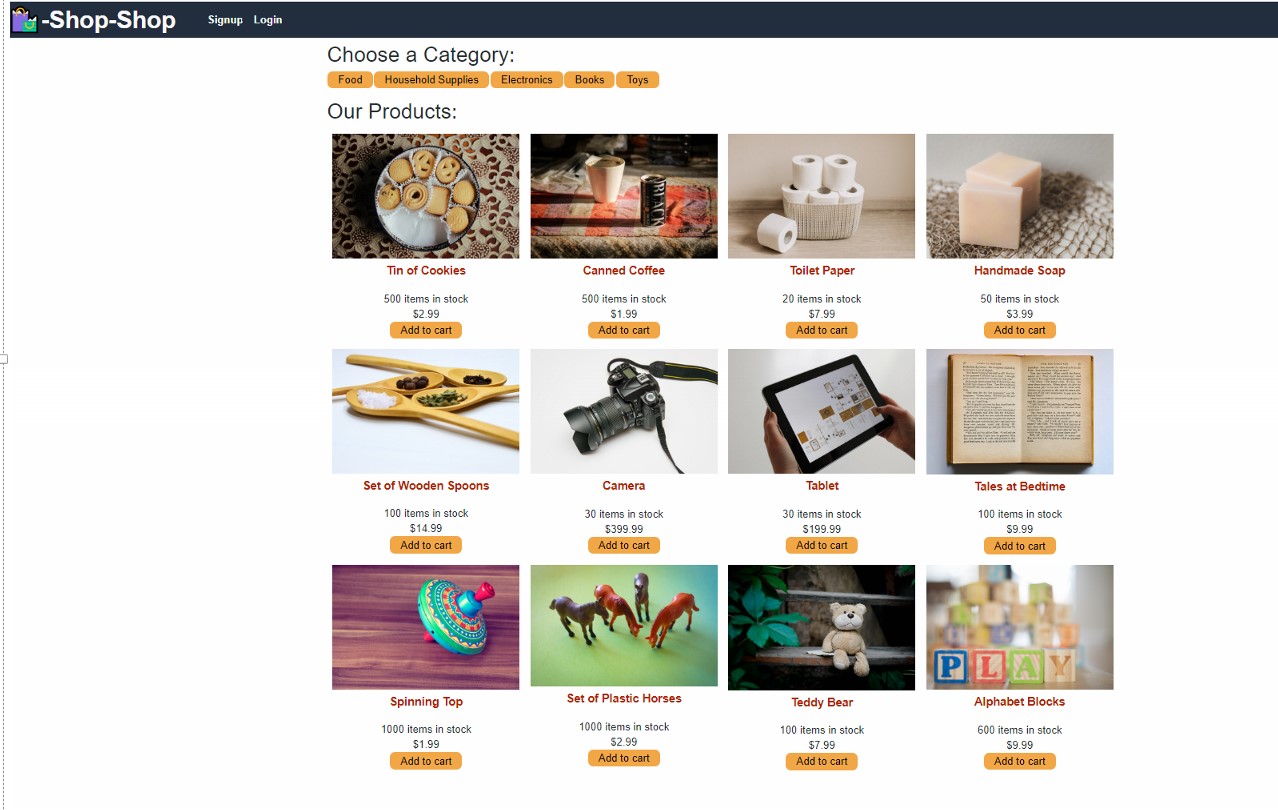 -Shop-Shop
Signup Login
Choose a Category:
Food Household Supplies Electronics Books Toys
Our Products:
BLACK
Tin of Cookies Canned Coffee Toilet Paper Handmade Soap
500 items in stock 500 items in stock 20 items in stock 50 items in stock
$2.99 $1.99 $7.99 $3.99
Add to cart Add to cart Add to cart Add to cart
Set of Wooden Spoons Camera Tablet Tales at Bedtime
100 items in stock 30 items in stock 30 items in stock 100 items in stock
$14.99 $399.99 $199.99 $9.99
Add to cart Add to cart Add to cart Add to cart
PLAY
Spinning Top Set of Plastic Horses Teddy Bear Alphabet Blocks
1000 items in stock 1000 items in stock 100 items in stock 600 items in stock
$1.99 $2.99 $7.99 $9.99
Add to cart Add to cart Add to cart Add to cart